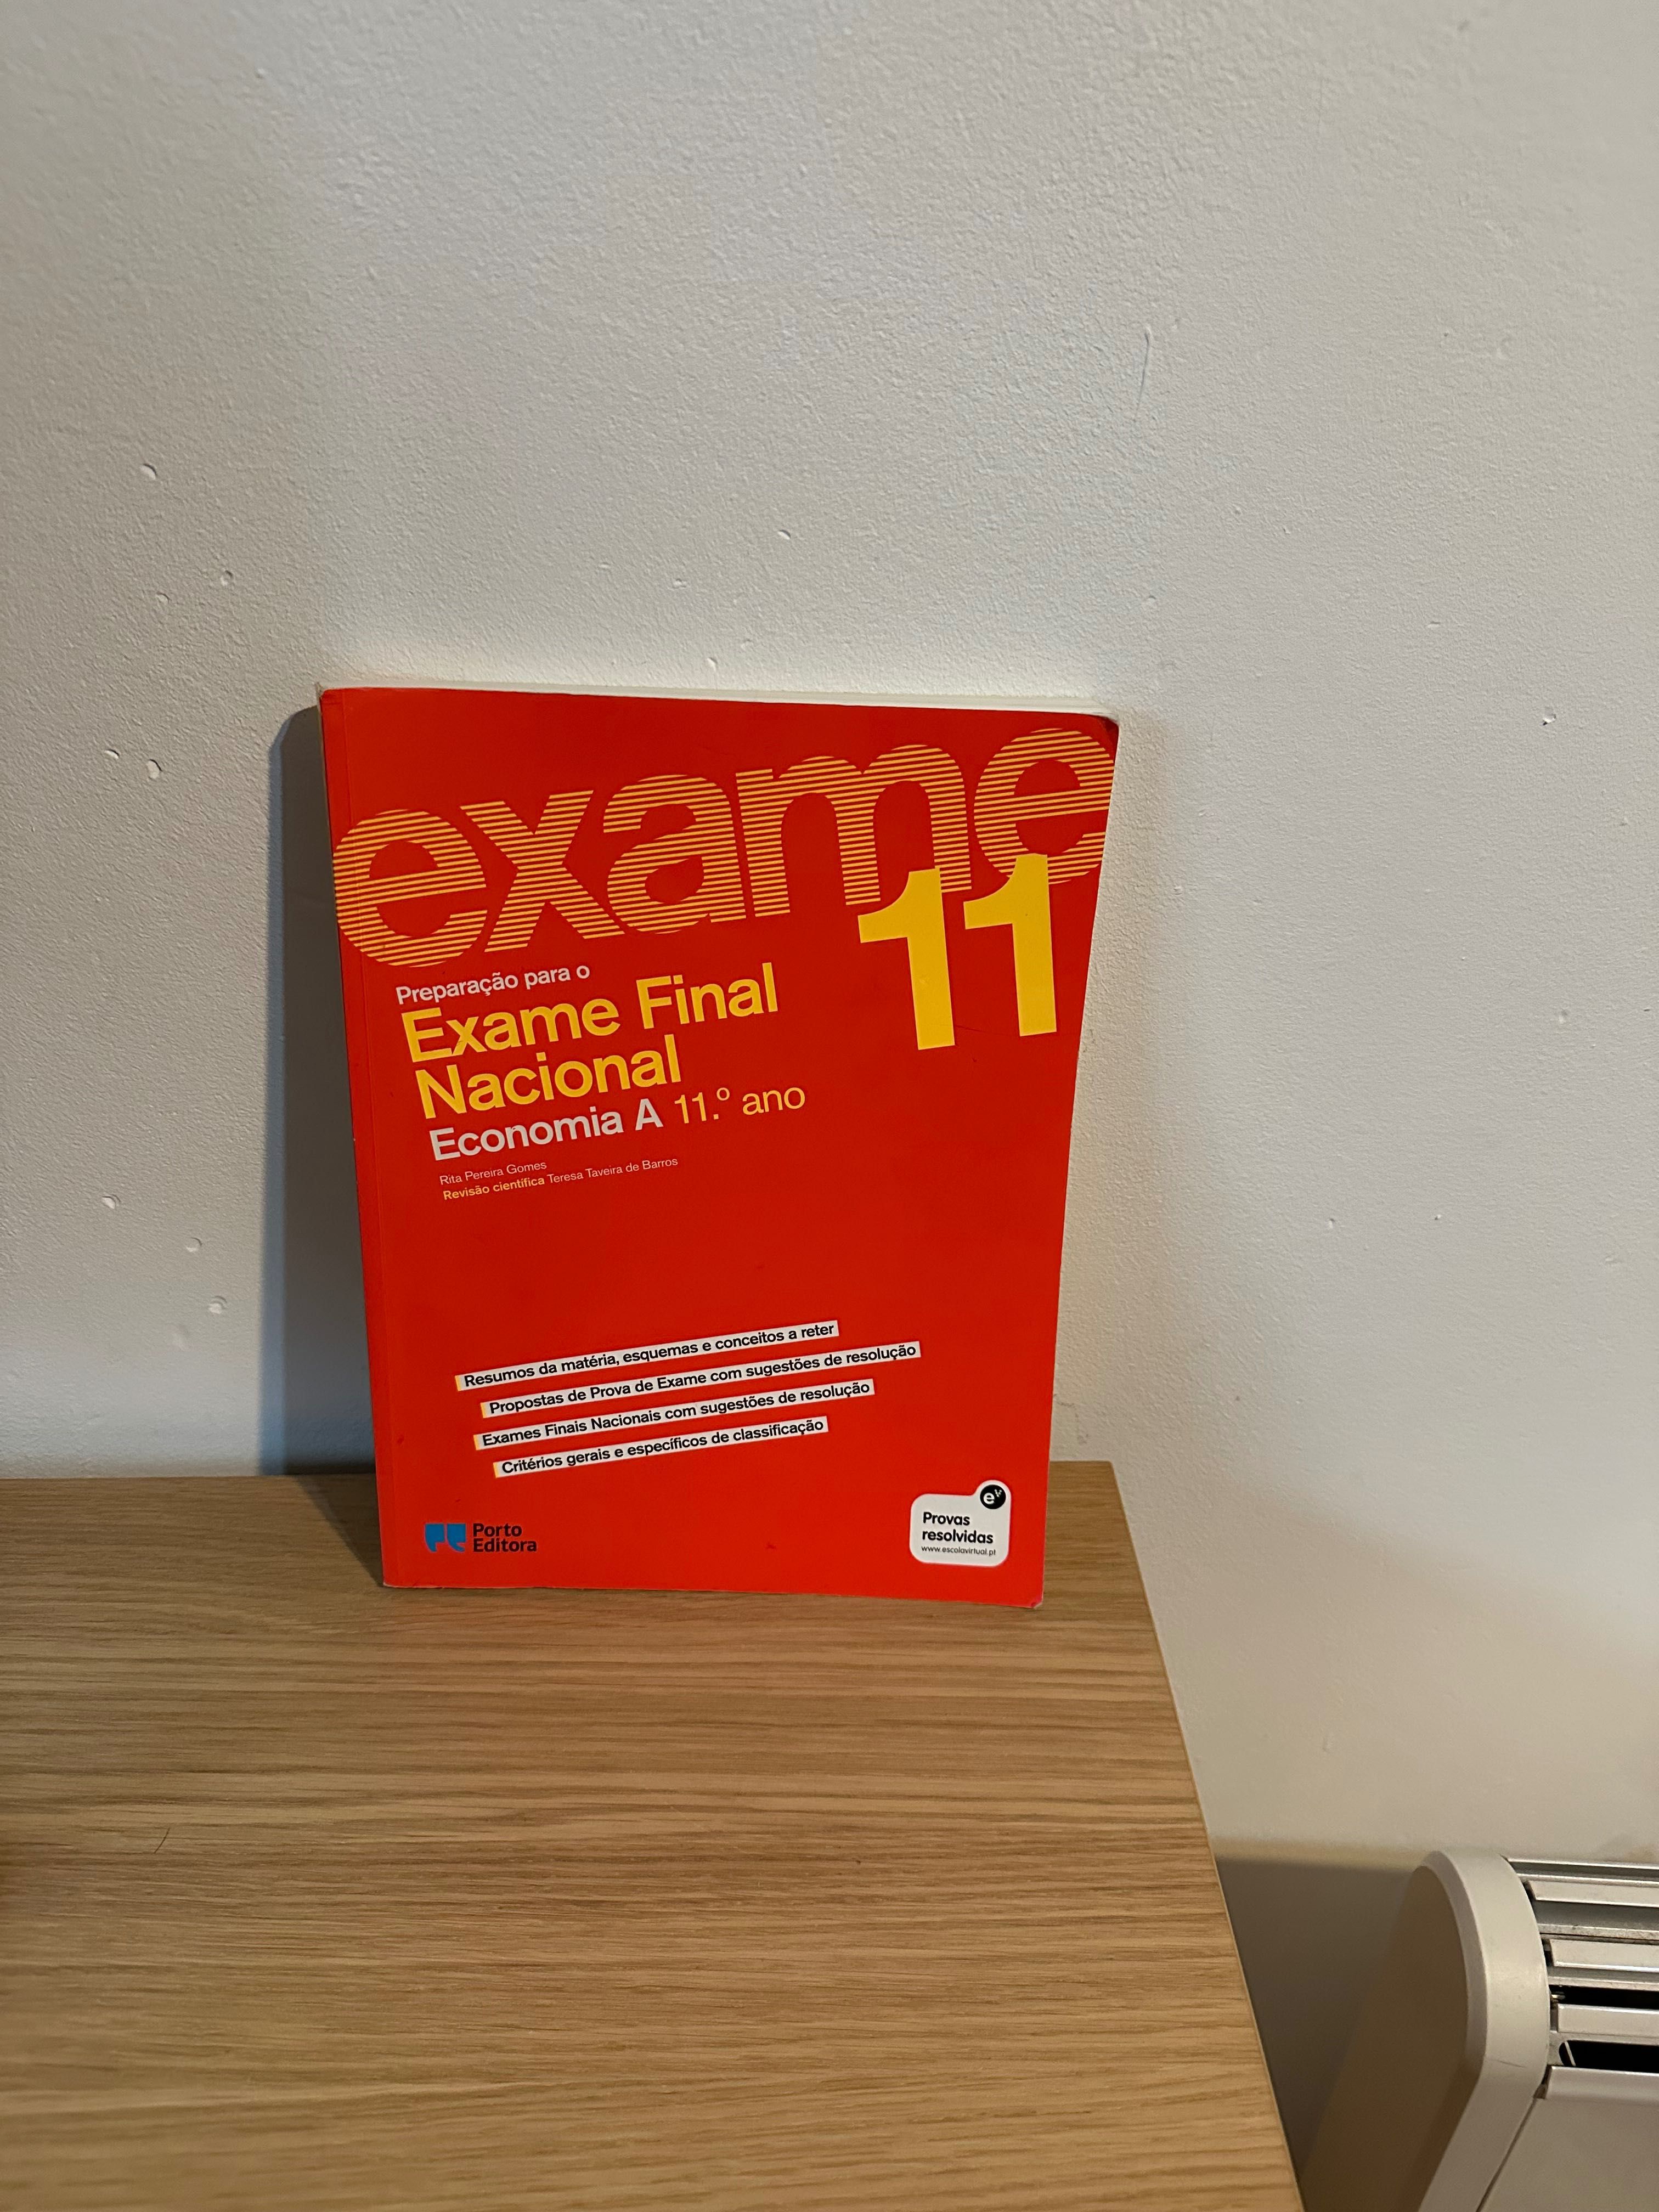 exame
11
Preparação para o
Exame Final
Nacional
Economia A 11.º ano
Rita Pereira Gomes
Revisão científica Teresa Taveira de Barros
Resumos da matéria, esquemas e conceitos a reter
Propostas de Prova de Exame com sugestões de resolução
Exames Finais Nacionais com sugestões de resolução
Critérios gerais e específicos de classificação
Porto
Editora
ev
Provas
resolvidas
www.escolavirtual.pt